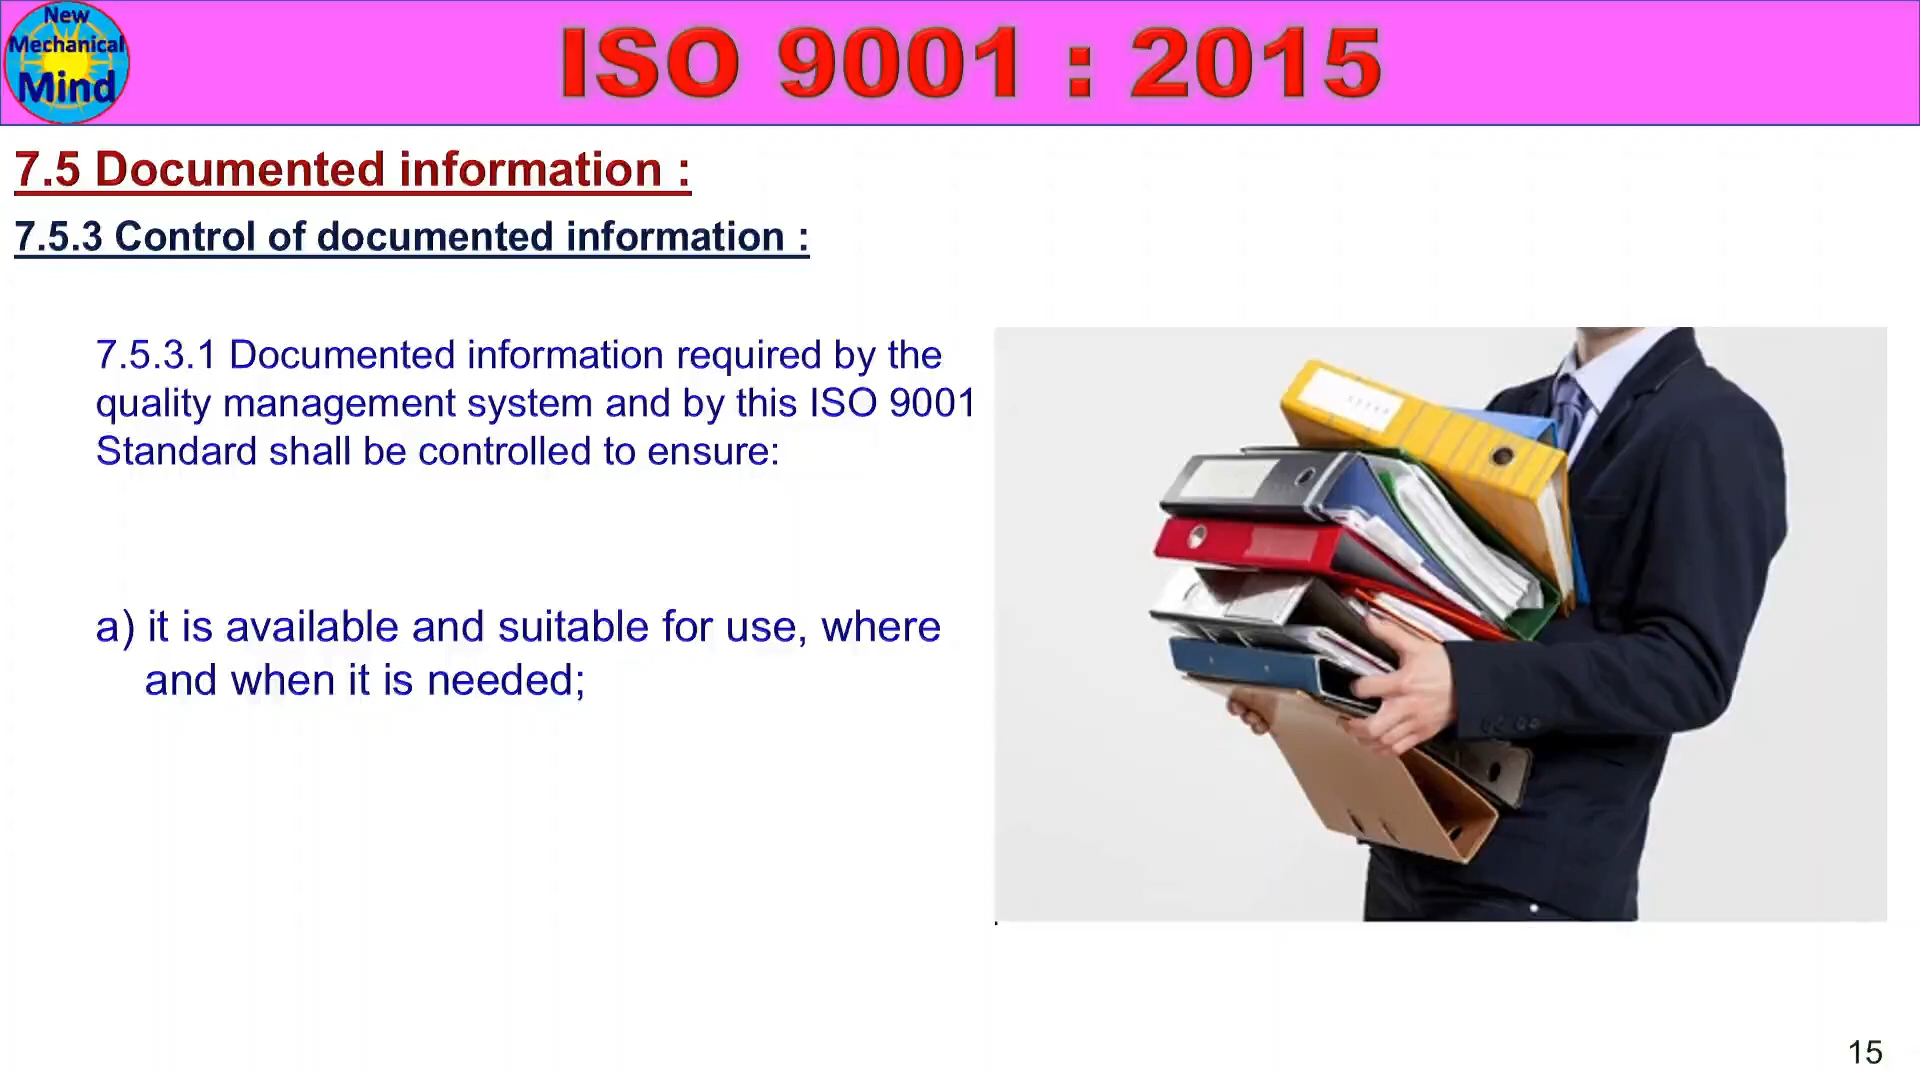 New
Mechanical
Mind
ISO 9001 : 2015
7.5 Documented information :
7.5.3 Control of documented information :
7.5.3.1 Documented information required by the
quality management system and by this ISO 9001
Standard shall be controlled to ensure:
a) it is available and suitable for use, where
and when it is needed;
15